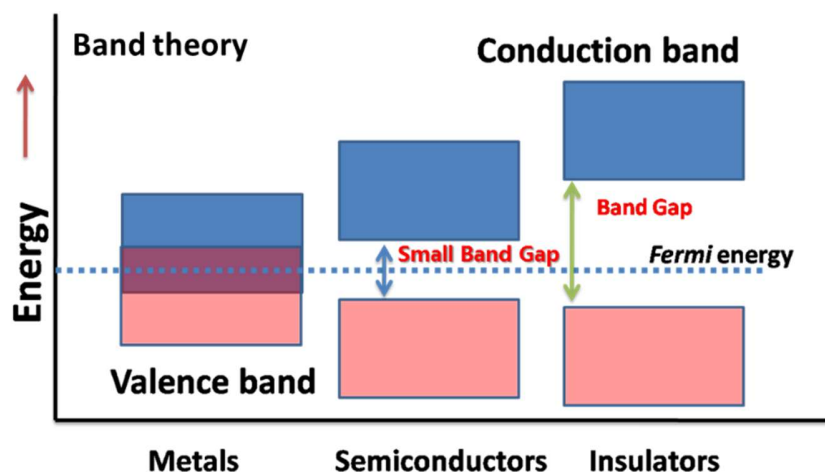 Band theory
Conduction band
Band Gap
Small Band Gap
Fermi energy
Energy
Valence band
Metals
Semiconductors
Insulators